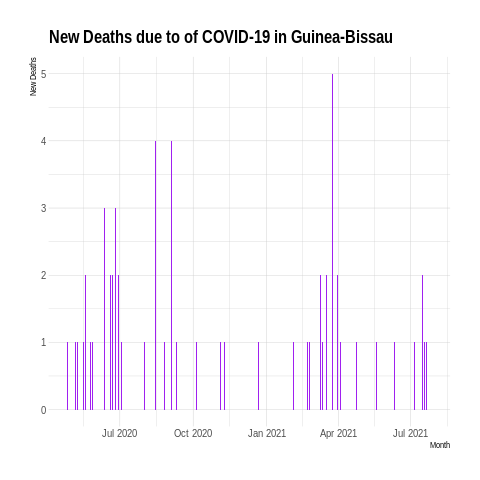 New Deaths due to of COVID-19 in Guinea-Bissau
New Deaths
5
4
3
2
1
0
Jul 2020 Oct 2020 Jan 2021 Apr 2021 Jul 2021
Month